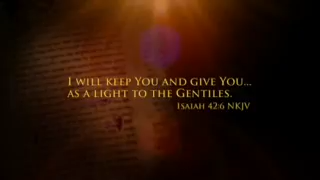 I will keep You and give You...
as a light to the Gentiles.
Isaiah 42:6 NKJV